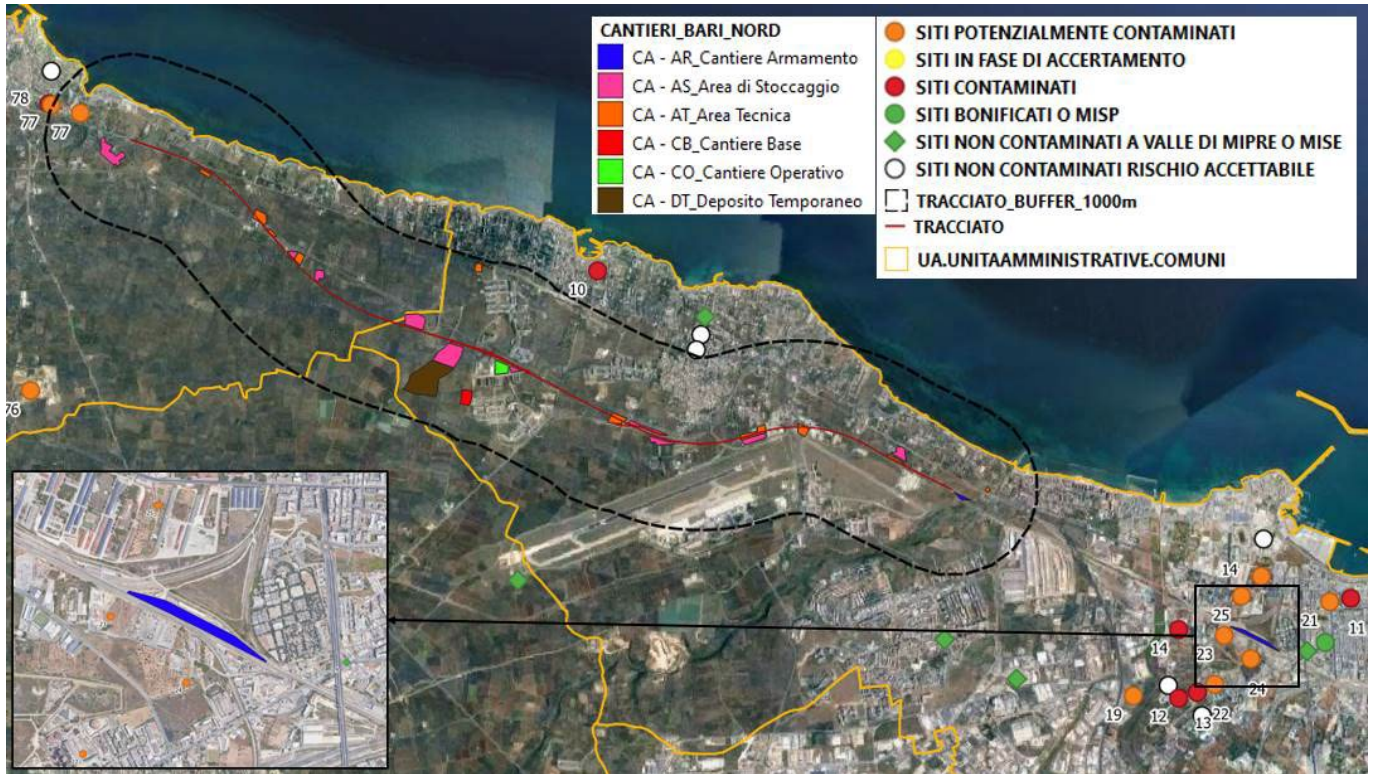 CANTIERI_BARI_NORD
CA - AR_Cantiere Armamento
CA - AS_Area di Stoccaggio
CA - AT_Area Tecnica
CA - CB_Cantiere Base
CA - CO_Cantiere Operativo
CA - DT_Deposito Temporaneo
SITI POTENZIALMENTE CONTAMINATI
SITI IN FASE DI ACCERTAMENTO
SITI CONTAMINATI
SITI BONIFICATI O MISP
SITI NON CONTAMINATI A VALLE DI MIPRE O MISE
SITI NON CONTAMINATI RISCHIO ACCETTABILE
TRACCIATO_BUFFER_1000m
TRACCIATO
UA.UNITAAMMINISTRATIVE.COMUNI
78
77
77
10
76
14
25
21
11
14
23
24
19
12
13
22